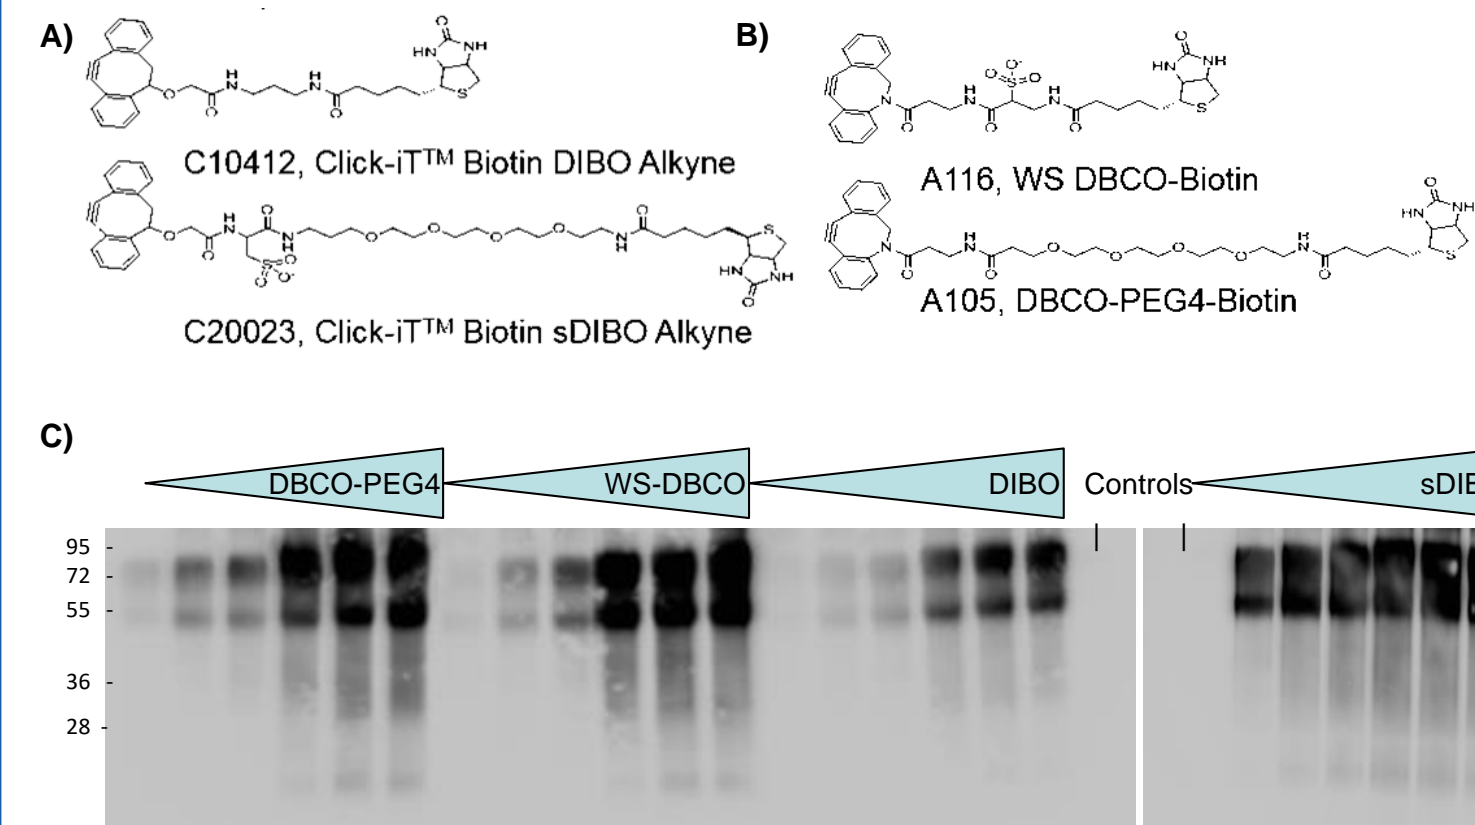 A)
B)
C10412, Click-iT™ Biotin DIBO Alkyne
A116, WS DBCO-Biotin
C20023, Click-iT™ Biotin sDIBO Alkyne
A105, DBCO-PEG4-Biotin
C)
DBCO-PEG4
WS-DBCO
DIBO
Controls
sDIB
95 -
72 -
55 -
36 -
28 -